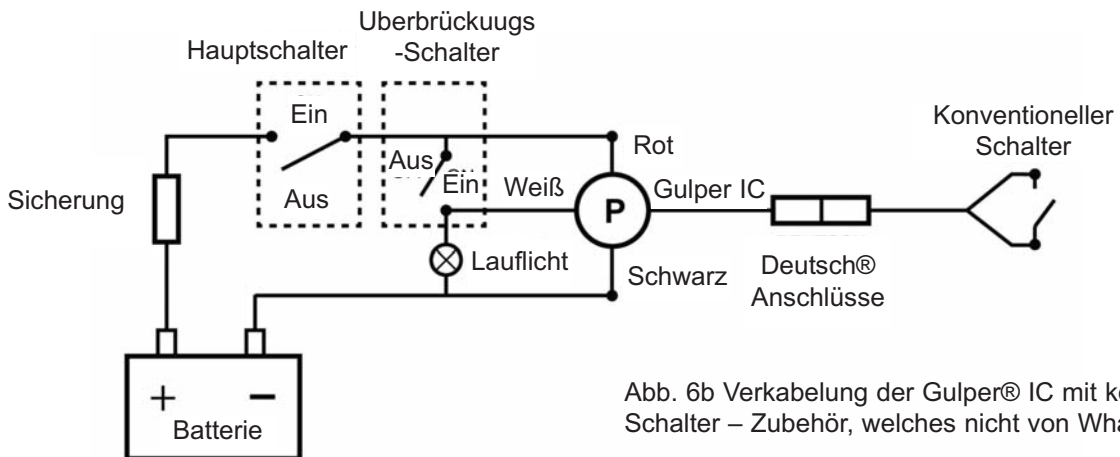 Uberbrückuugs
-Schalter
Hauptschalter
Ein
Aus
Aus
Ein
Sicherung
Weiß
Rot
P
Gulper IC
Konventioneller
Schalter
Lauflicht
Schwarz
Deutsch®
Anschlüsse
+ −
Batterie
Abb. 6b Verkabelung der Gulper® IC mit
Schalter – Zubehör, welches nicht von